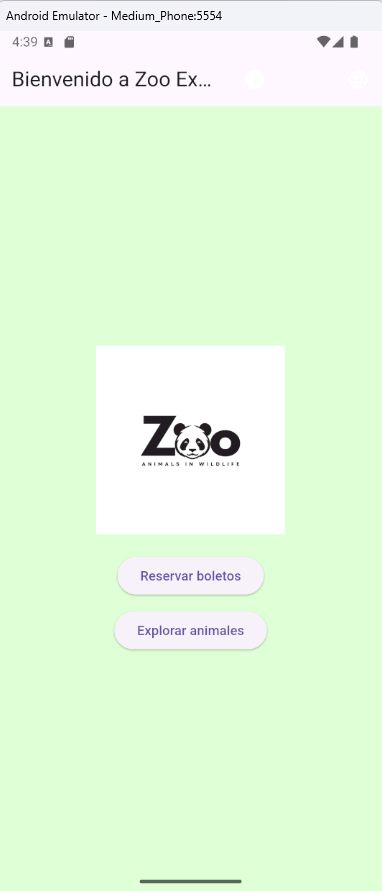 Android Emulator - Medium_Phone:5554
4:39
Bienvenido a Zoo Ex...
Zoo
ANIMALS IN WILDLIFE
Reservar boletos
Explorar animales